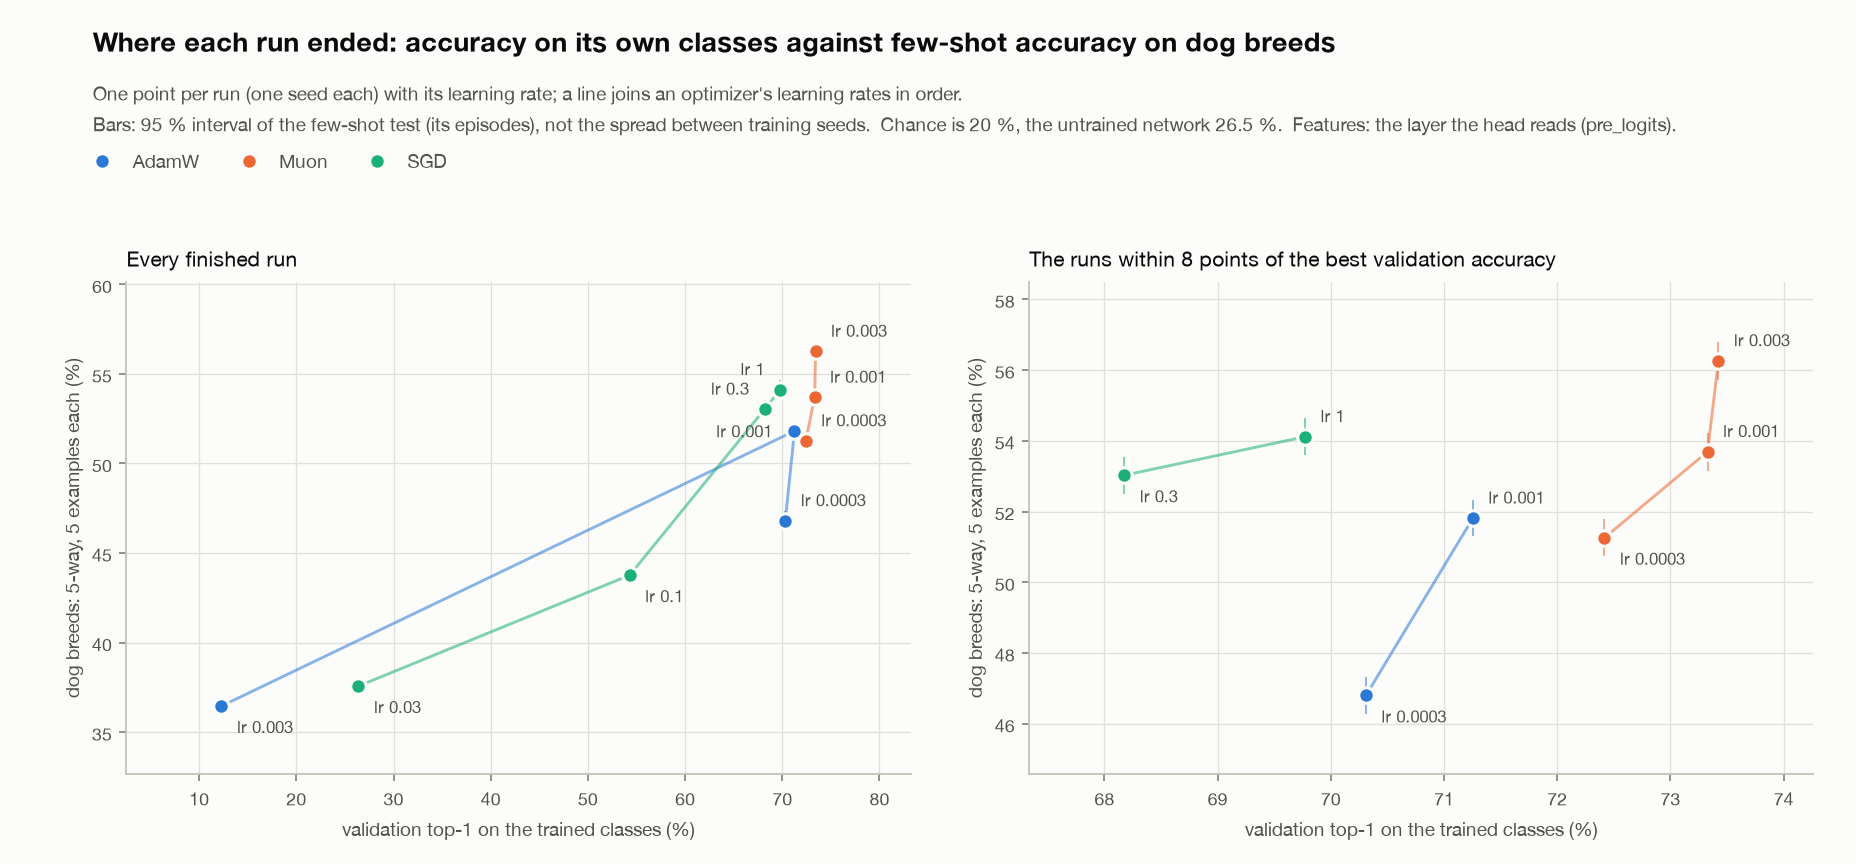 Where each run ended: accuracy on its own classes against few-shot accuracy on dog breeds
One point per run (one seed each) with its learning rate; a line joins an optimizer's learning rates in order.
Bars: 95 % interval of the few-shot test (its episodes), not the spread between training seeds.  Chance is 20 %, the untrained network 26.5 %.  Features: the layer the head reads (pre_logits).
AdamW
Muon
SGD
Every finished run
dog breeds: 5-way, 5 examples each (%)
60
55
50
45
40
35
lr 0.003
lr 1
lr 0.001
lr 0.3
lr 0.0003
lr 0.001
lr 0.0003
lr 0.1
lr 0.03
lr 0.003
10
20
30
40
50
60
70
80
validation top-1 on the trained classes (%)
The runs within 8 points of the best validation accuracy
dog breeds: 5-way, 5 examples each (%)
58
56
54
52
50
48
46
lr 0.003
lr 1
lr 0.001
lr 0.3
lr 0.001
lr 0.0003
lr 0.0003
68
69
70
71
72
73
74
validation top-1 on the trained classes (%)